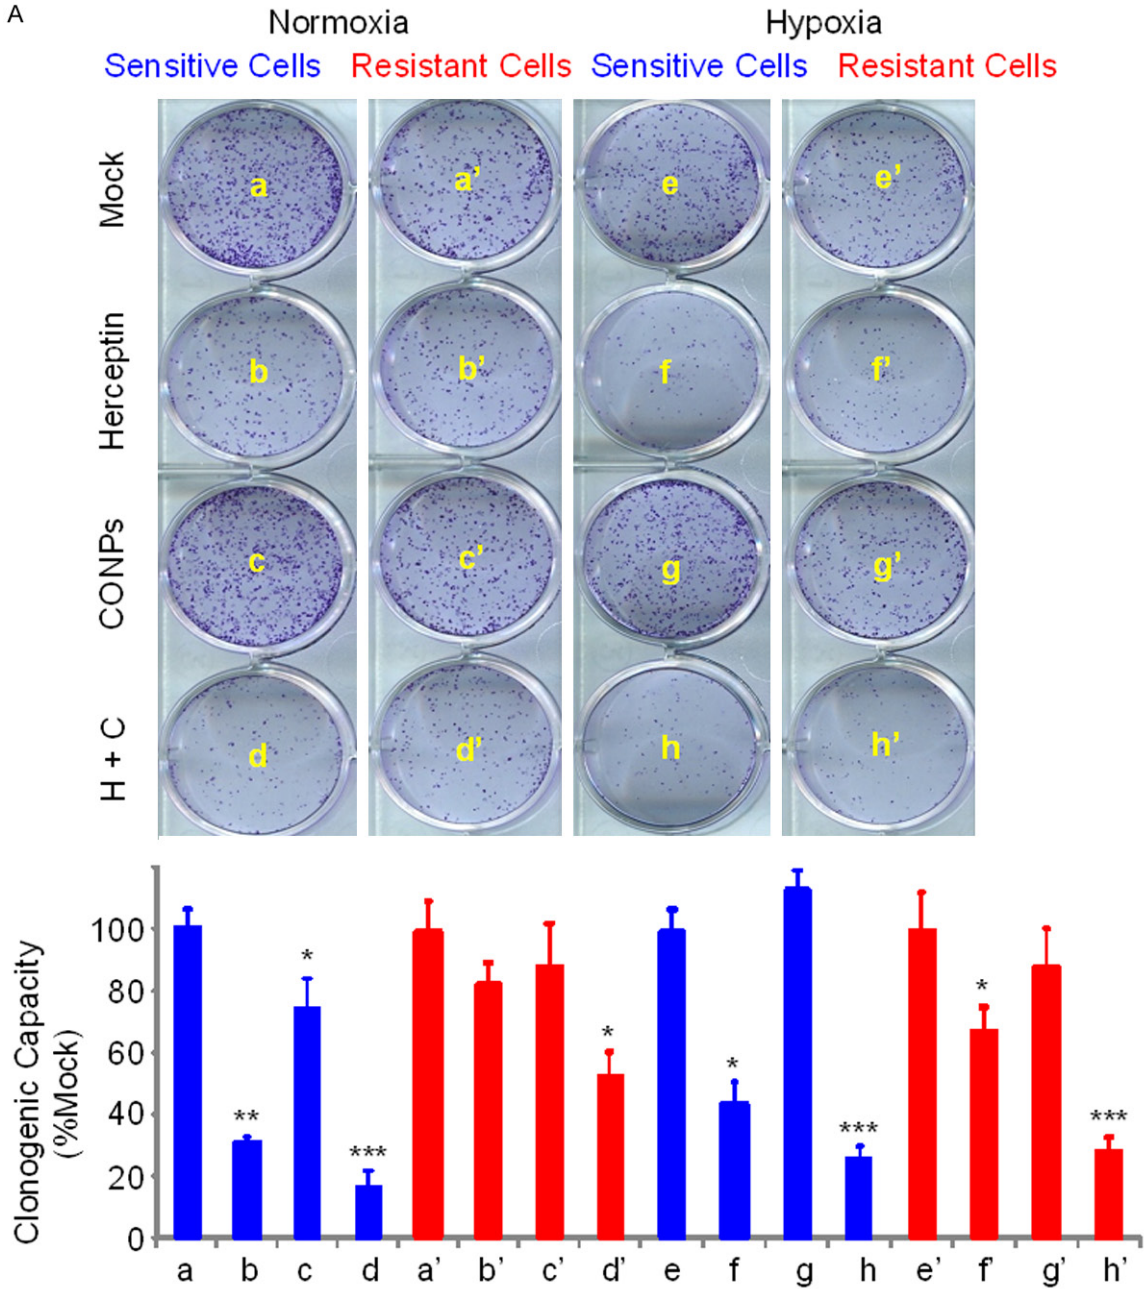 A
Normoxia Hypoxia
Sensitive Cells Resistant Cells Sensitive Cells Resistant Cells
Mock
a a’ e e’
Herceptin
b b’ f f’
CONPs
c c’ g g’
H + C
d d’ h h’
Clonogenic Capacity
(%Mock)
100
80
60
40
20
0
** * *** * * *** * ***
a b c d a’ b’ c’ d’ e f g h e’ f’ g’ h’